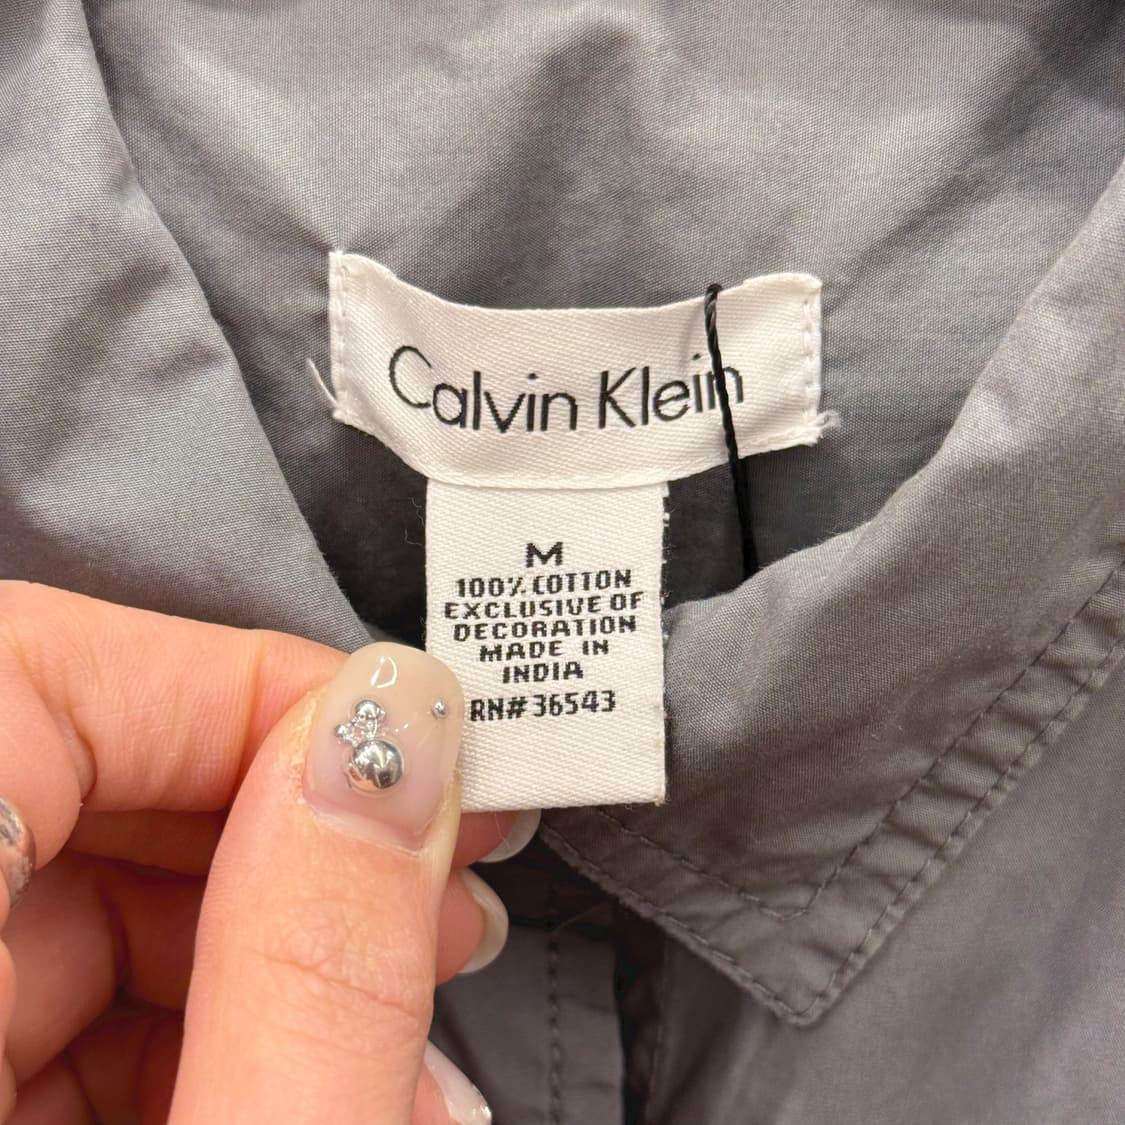 Calvin Klein
M
100% COTTON
EXCLUSIVE OF
DECORATION
MADE IN
INDIA
RN#36543